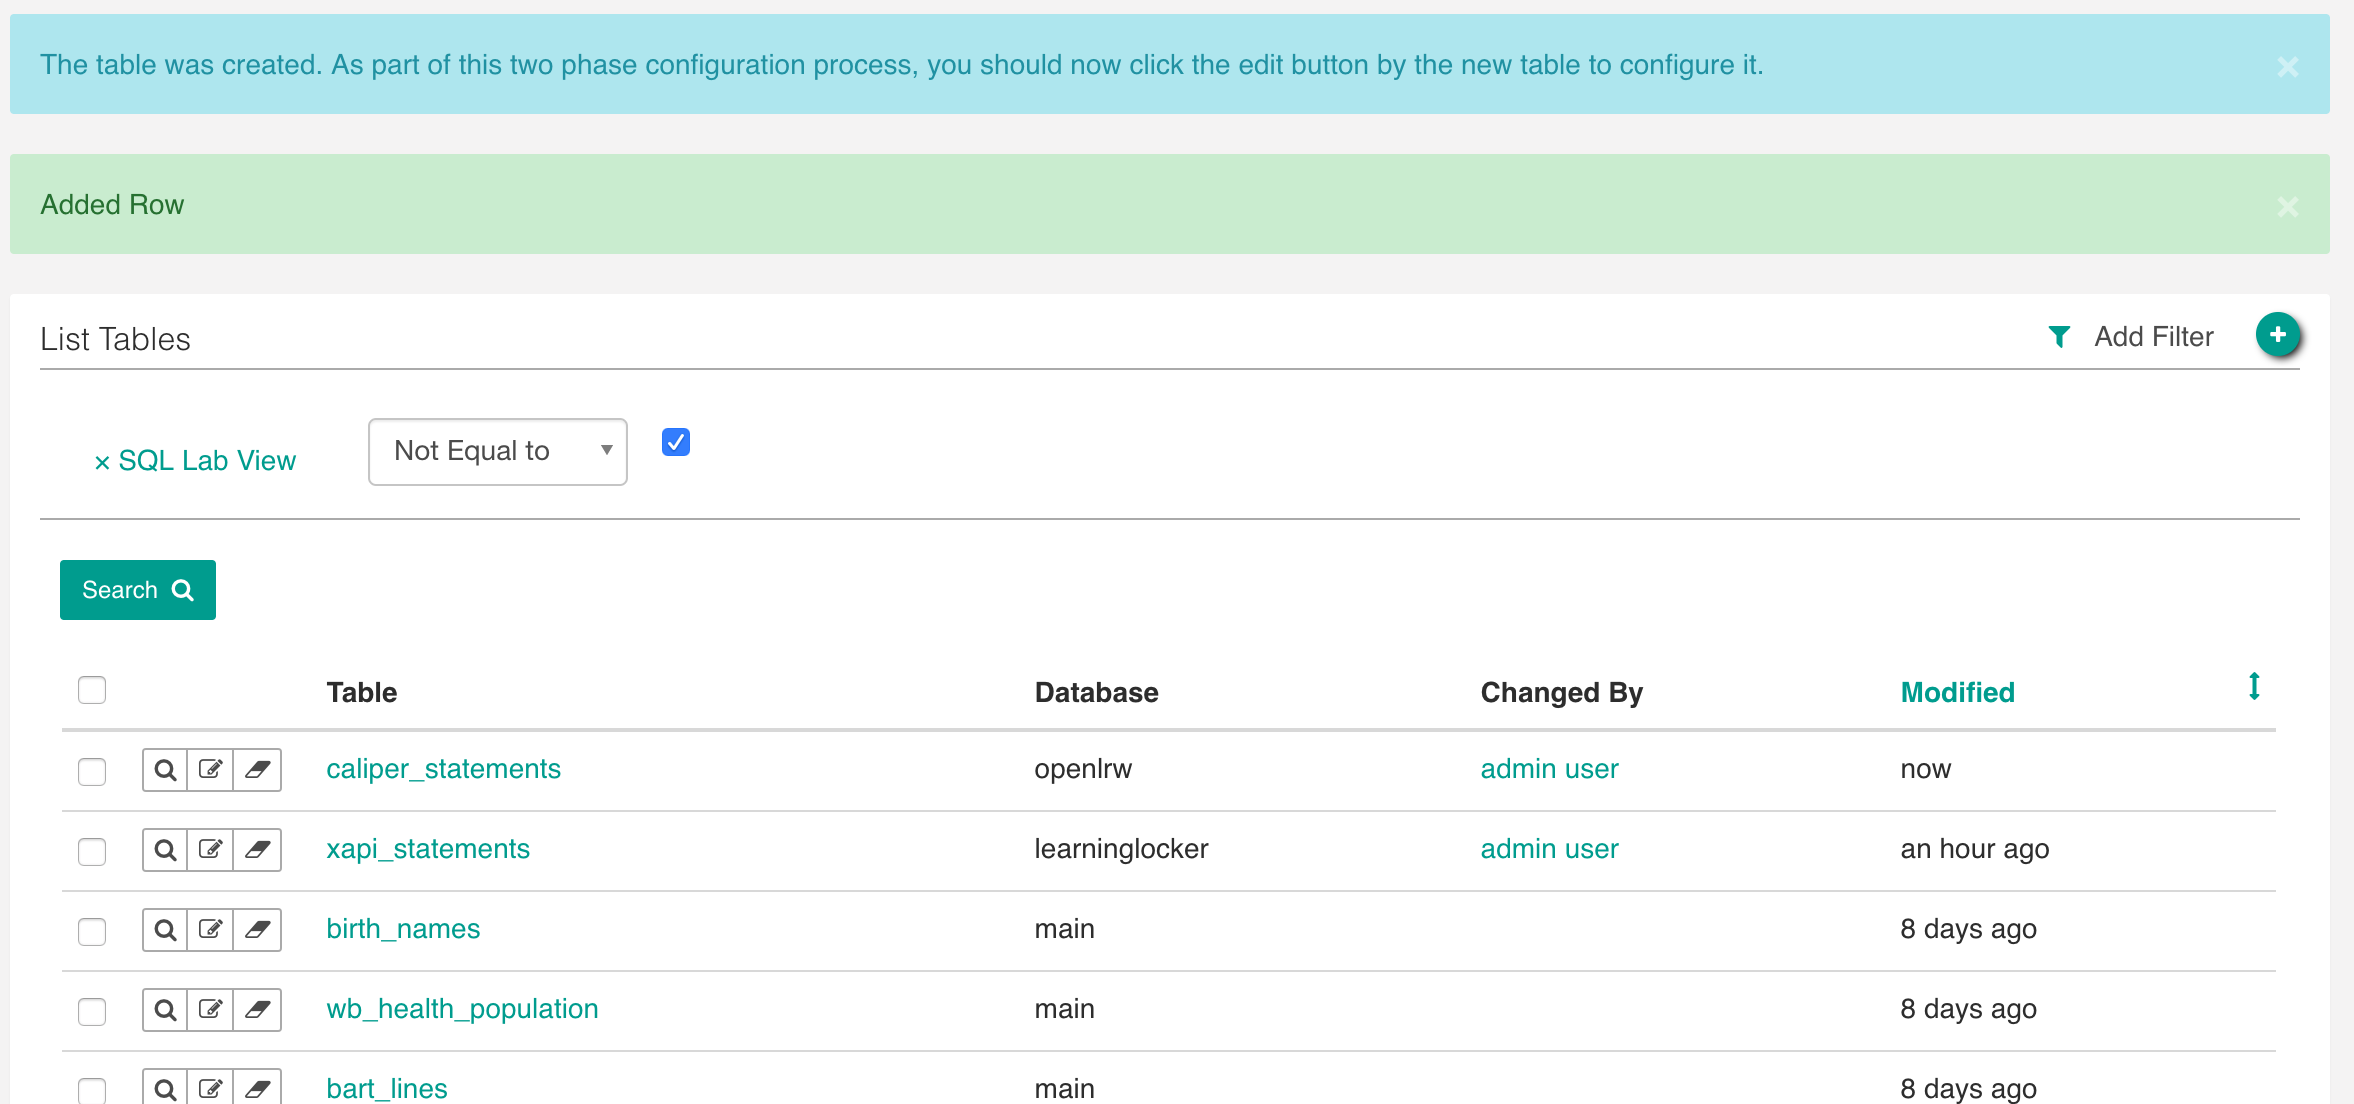 The table was created. As part of this two phase configuration process, you should now click the edit button by the new table to configure it.
×
Added Row
×
List Tables
Add Filter
+
× SQL Lab View
Not Equal to
Search
Table Database Changed By Modified
caliper_statements openlrw admin user now
xapi_statements learninglocker admin user an hour ago
birth_names main 8 days ago
wb_health_population main 8 days ago
bart_lines main 8 days ago